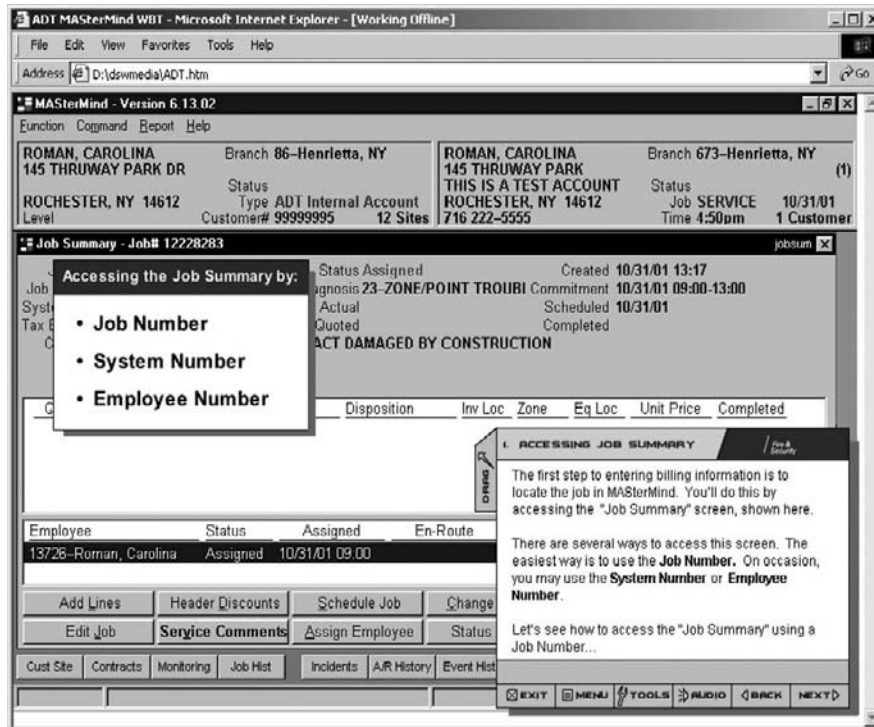 ADT MASterMind WBT - Microsoft Internet Explorer - [Working Offline]
File Edit View Favorites Tools Help
Address D:\dswmedia\ADT.htm Go
MASterMind - Version 6.13.02
Function Command Report Help
ROMAN, CAROLINA Branch 86–Henrietta, NY
145 THRUWAY PARK DR
Status
ROCHESTER, NY 14612 Type ADT Internal Account
Level Customer# 99999995 12 Sites
ROMAN, CAROLINA Branch 673–Henrietta, NY
145 THRUWAY PARK (1)
THIS IS A TEST ACCOUNT Status
ROCHESTER, NY 14612 Job SERVICE 10/31/01
716 222–5555 Time 4:50pm 1 Customer
Job Summary - Job# 12228283 jobsum
Status Assigned Created 10/31/01 13:17
Job agnosis 23–ZONE/POINT TROUBI Commitment 10/31/01 09:00-13:00
Syste Actual Scheduled 10/31/01
Tax E Quoted Completed
C ACT DAMAGED BY CONSTRUCTION
Accessing the Job Summary by:
• Job Number
• System Number
• Employee Number
Disposition Inv Loc Zone Eq Loc Unit Price Completed
Employee Status Assigned En-Route
13726–Roman, Carolina Assigned 10/31/01 09:00
Add Lines Header Discounts Schedule Job Change
Edit Job Service Comments Assign Employee Status
Cust Site Contracts Monitoring Job Hist Incidents A/R History Event Hist
DRAG
I. ACCESSING JOB SUMMARY Fire & Security
The first step to entering billing information is to
locate the job in MASterMind. You'll do this by
accessing the "Job Summary" screen, shown here.
There are several ways to access this screen. The
easiest way is to use the Job Number. On occasion,
you may use the System Number or Employee
Number.
Let's see how to access the "Job Summary" using a
Job Number...
EXIT MENU TOOLS AUDIO BACK NEXT